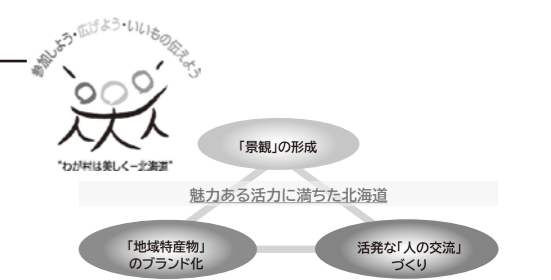 参加しよう・広げよう・いいもの伝えよう
"わが村は美しく－北海道"
「景観」の形成
魅力ある活力に満ちた北海道
「地域特産物」
のブランド化
活発な「人の交流」
づくり